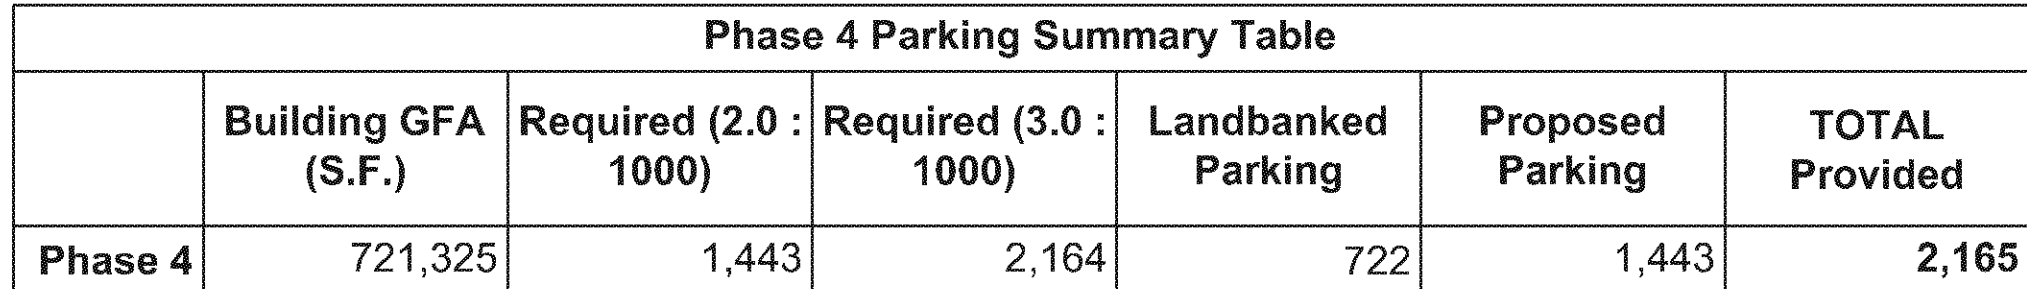 Phase 4 Parking Summary Table
Building GFA (S.F.) Required (2.0 : 1000) Required (3.0 : 1000) Landbanked Parking Proposed Parking TOTAL Provided
Phase 4 721,325 1,443 2,164 722 1,443 2,165